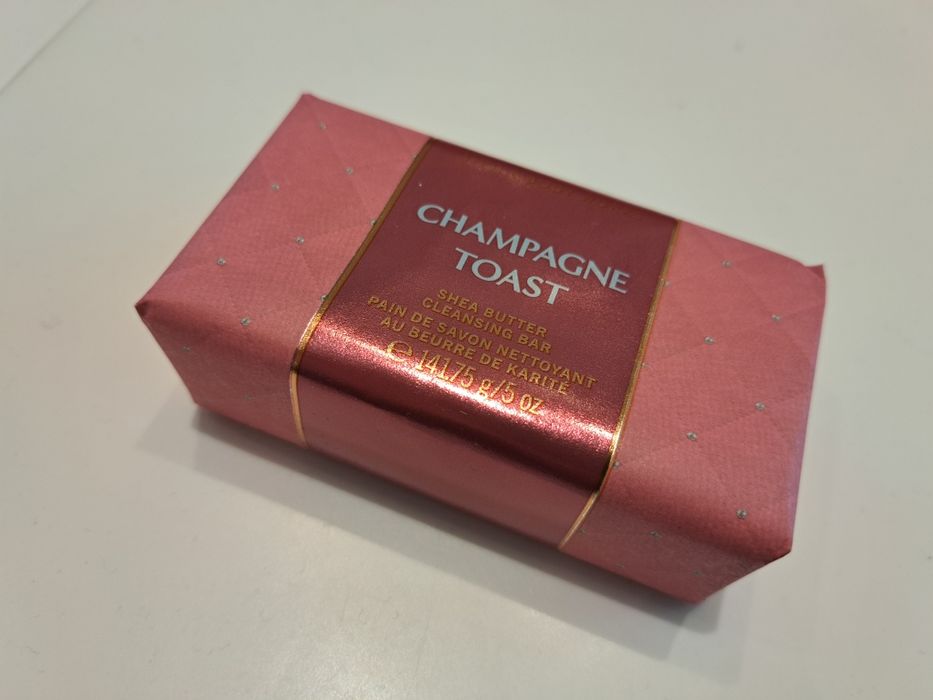 CHAMPAGNE
TOAST
SHEA BUTTER
CLEANSING BAR
PAIN DE SAVON NETTOYANT
AU BEURRE DE KARITÉ
℮ 141.75 g/5 oz